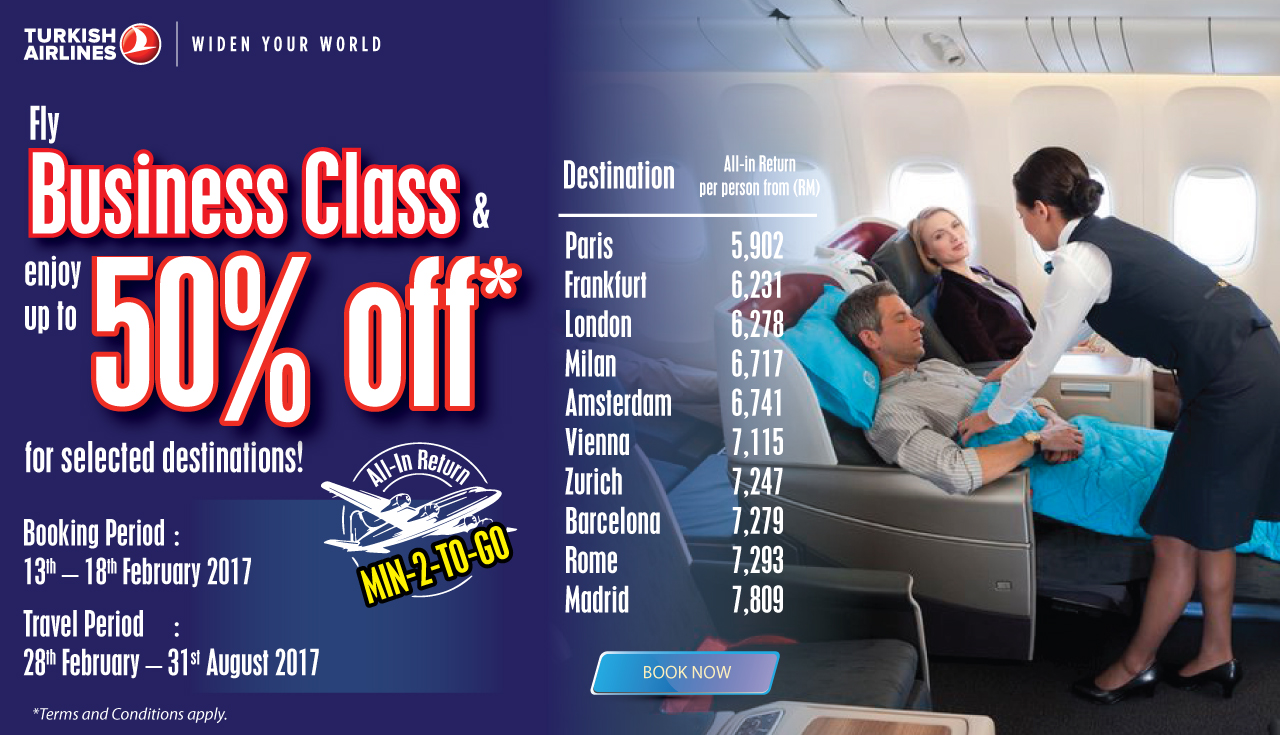 TURKISH
AIRLINES
WIDEN YOUR WORLD
Fly
Business Class &
enjoy
up to
50% off*
for selected destinations!
All-In Return
MIN-2-TO-GO
Booking Period :
13th – 18th February 2017
Travel Period :
28th February – 31st August 2017
*Terms and Conditions apply.
Destination All-in Return
per person from (RM)
Paris 5,902
Frankfurt 6,231
London 6,278
Milan 6,717
Amsterdam 6,741
Vienna 7,115
Zurich 7,247
Barcelona 7,279
Rome 7,293
Madrid 7,809
BOOK NOW